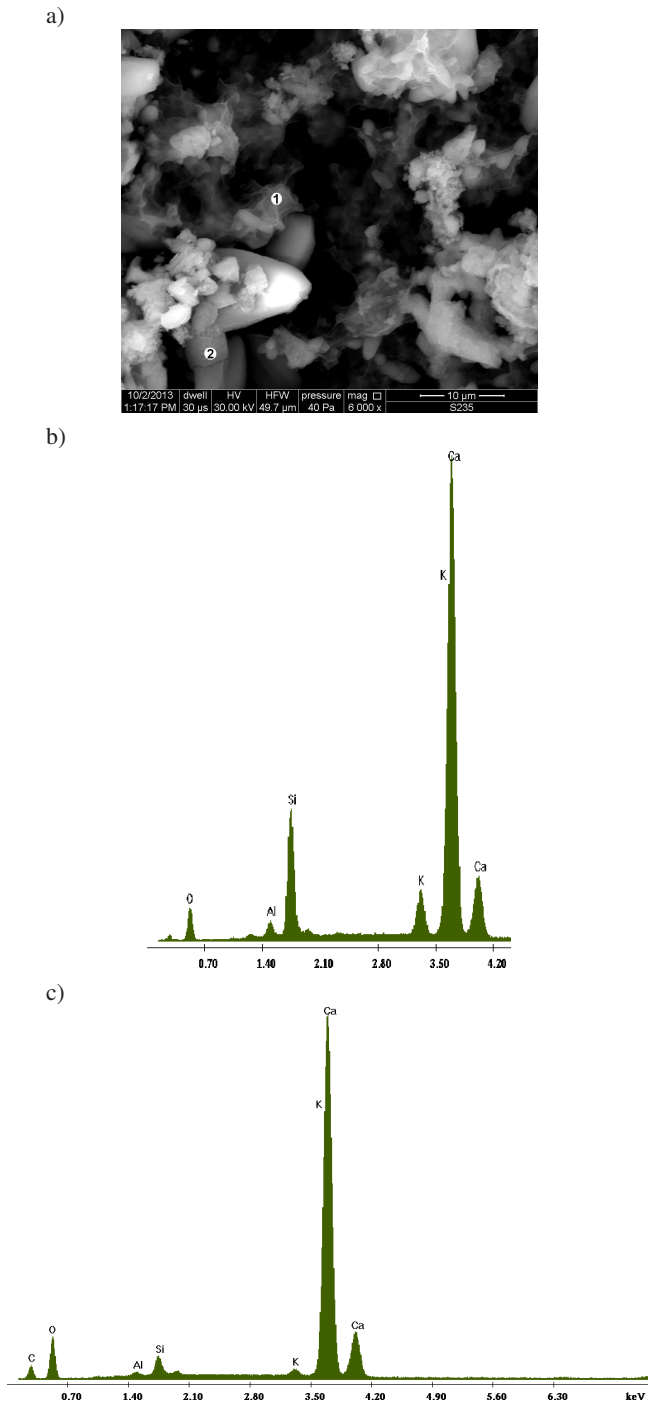 a)
1
2
10/2/2013 dwell HV HFW pressure mag □ 10 µm
1:17:17 PM 30 µs 30.00 kV 49.7 µm 40 Pa 6 000 x S235
b)
Ca
K
Si
K
Ca
O
Al
0.70 1.40 2.10 2.80 3.50 4.20
c)
Ca
K
O
Ca
Si
C
Al
K
0.70 1.40 2.10 2.80 3.50 4.20 4.90 5.60 6.30 keV